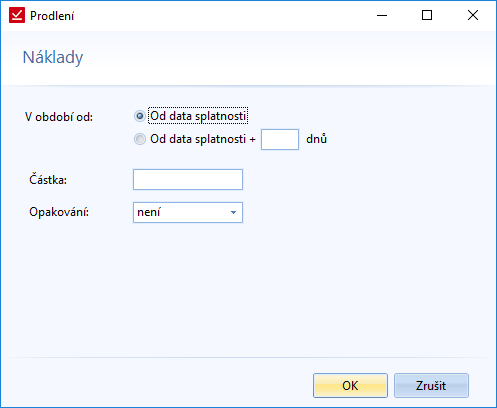 Prodlení
Náklady
V období od:
Od data splatnosti
Od data splatnosti + dnů
Částka:
Opakování: není
OK Zrušit